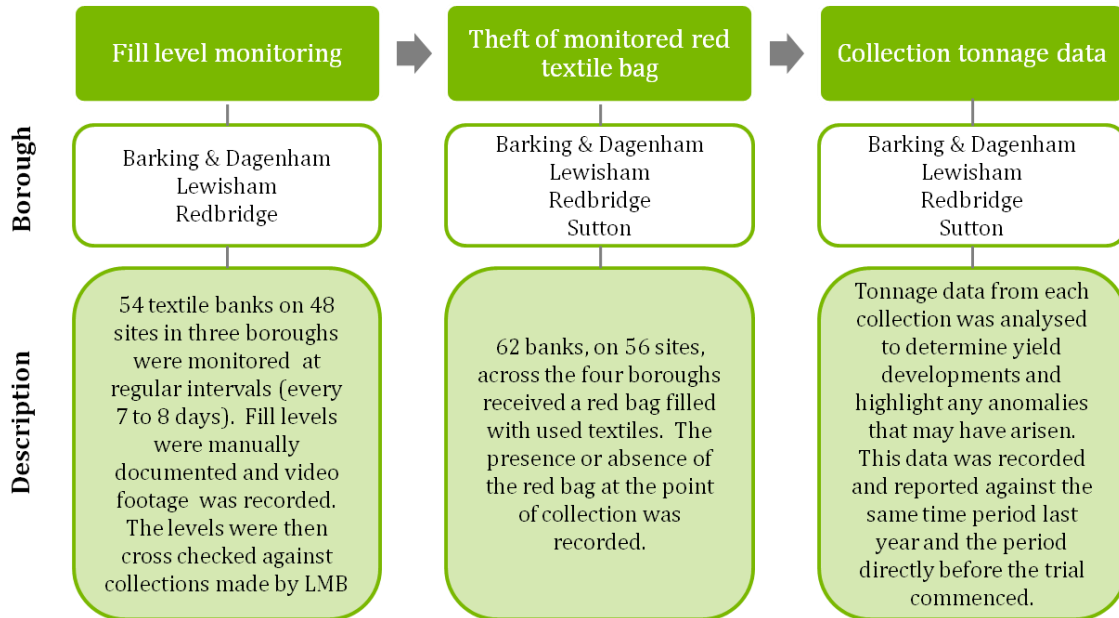 Fill level monitoring
Theft of monitored red
textile bag
Collection tonnage data
Borough
Barking & Dagenham
Lewisham
Redbridge
Barking & Dagenham
Lewisham
Redbridge
Sutton
Barking & Dagenham
Lewisham
Redbridge
Sutton
Description
54 textile banks on 48
sites in three boroughs
were monitored at
regular intervals (every
7 to 8 days). Fill levels
were manually
documented and video
footage was recorded.
The levels were then
cross checked against
collections made by LMB
62 banks, on 56 sites,
across the four boroughs
received a red bag filled
with used textiles. The
presence or absence of
the red bag at the point
of collection was
recorded.
Tonnage data from each
collection was analysed
to determine yield
developments and
highlight any anomalies
that may have arisen.
This data was recorded
and reported against the
same time period last
year and the period
directly before the trial
commenced.